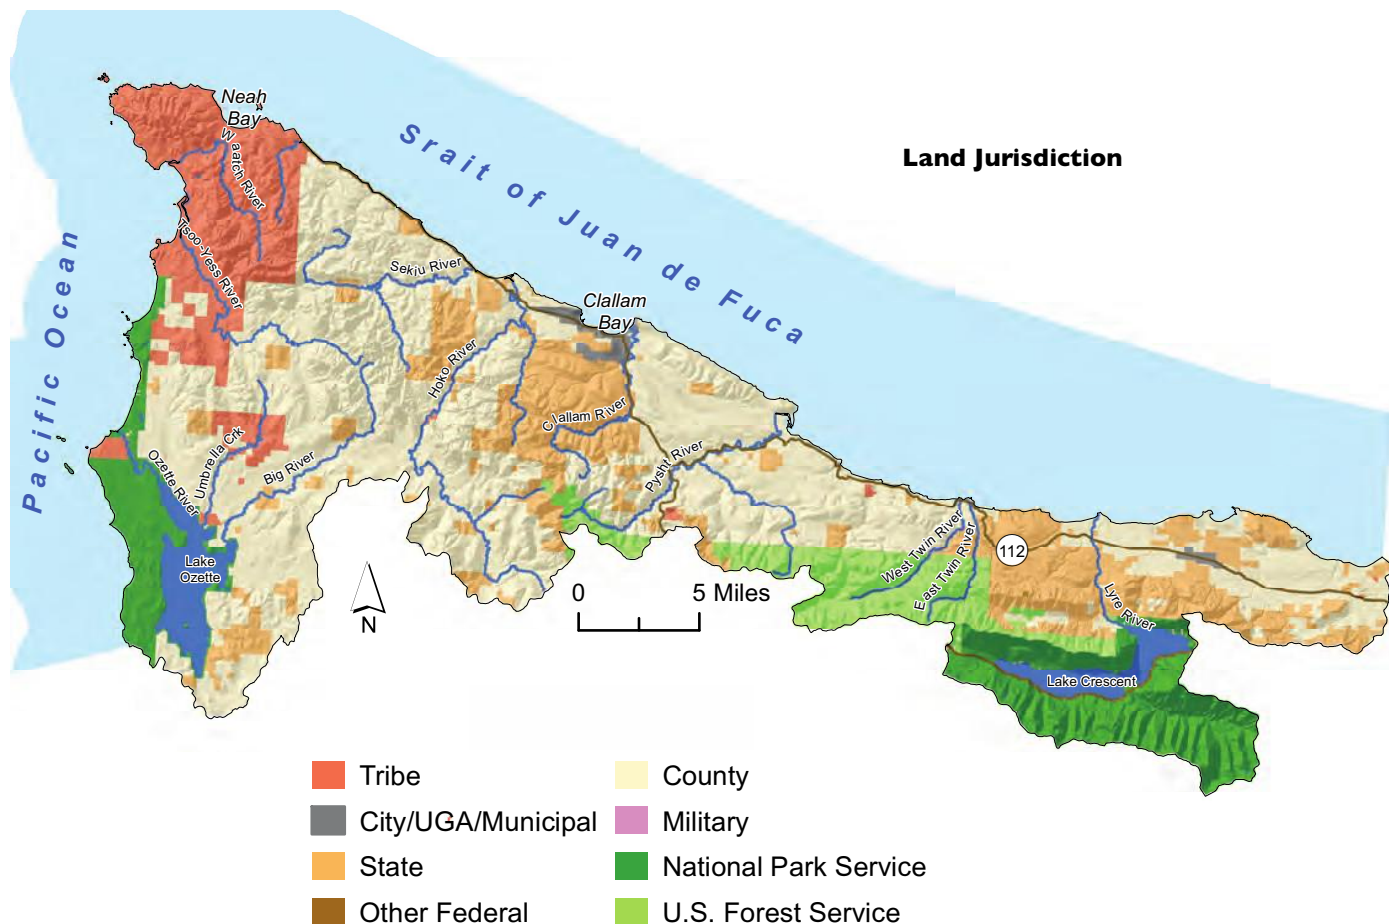 Land Jurisdiction
Neah
Bay
Waatch River
Srait of Juan de Fuca
Pacific Ocean
Tsoo-Yess River
Sekiu River
Clallam
Bay
Hoko River
Clallam River
Pysht River
Umbrella Crk
Big River
Ozette River
Lake
Ozette
West Twin River
East Twin River
112
Lyre River
Lake Crescent
N
0 5 Miles
Tribe
City/UGA/Municipal
State
Other Federal
County
Military
National Park Service
U.S. Forest Service